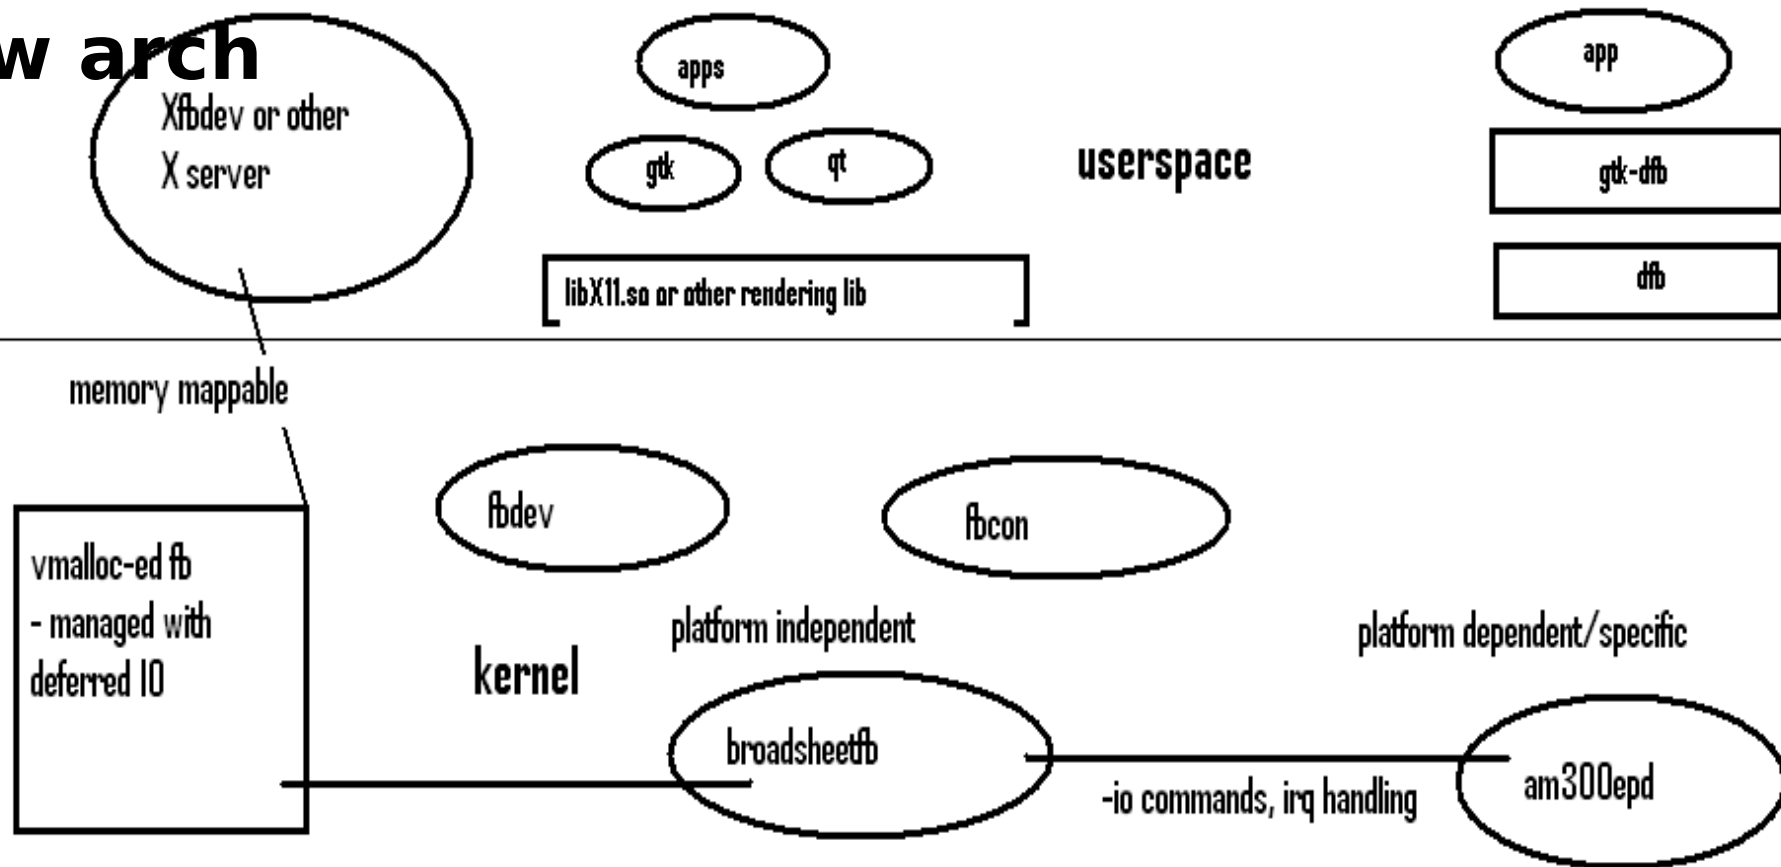 w arch
Xfbdev or other
X server
apps
gtk
qt
userspace
app
gtk-dfb
dfb
libX11.so or other rendering lib
memory mappable
fbdev
fbcon
vmalloc-ed fb
- managed with
deferred IO
kernel
platform independent
platform dependent/specific
broadsheetfb
-io commands, irq handling
am300epd